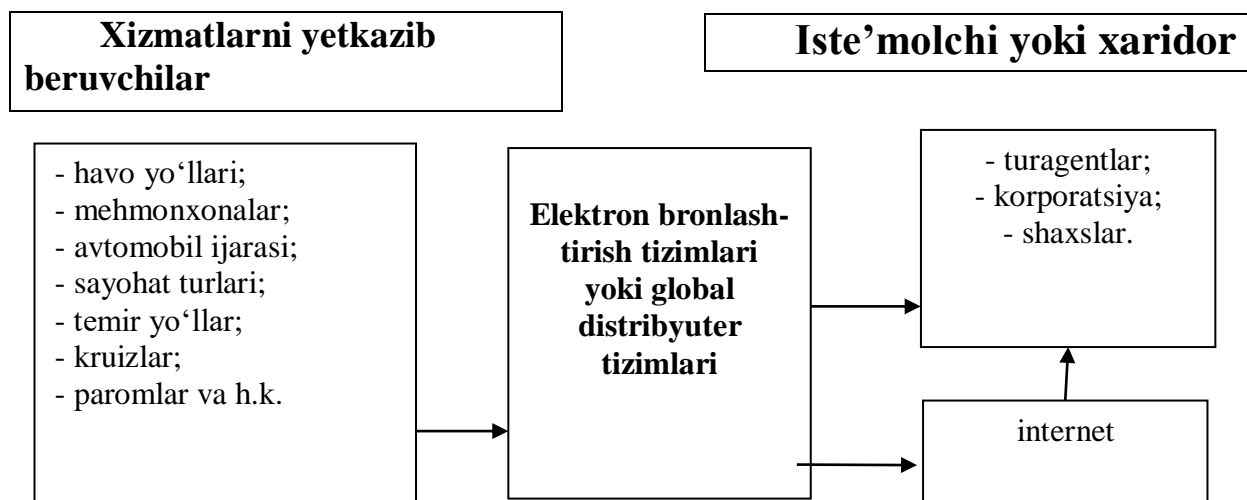 Xizmatlarni yetkazib
beruvchilar
Iste’molchi yoki xaridor
- havo yo‘llari;
- mehmonxonalar;
- avtomobil ijarasi;
- sayohat turlari;
- temir yo‘llar;
- kruizlar;
- paromlar va h.k.
Elektron bronlash-
tirish tizimlari
yoki global
distribyuter
tizimlari
- turagentlar;
- korporatsiya;
- shaxslar.
internet